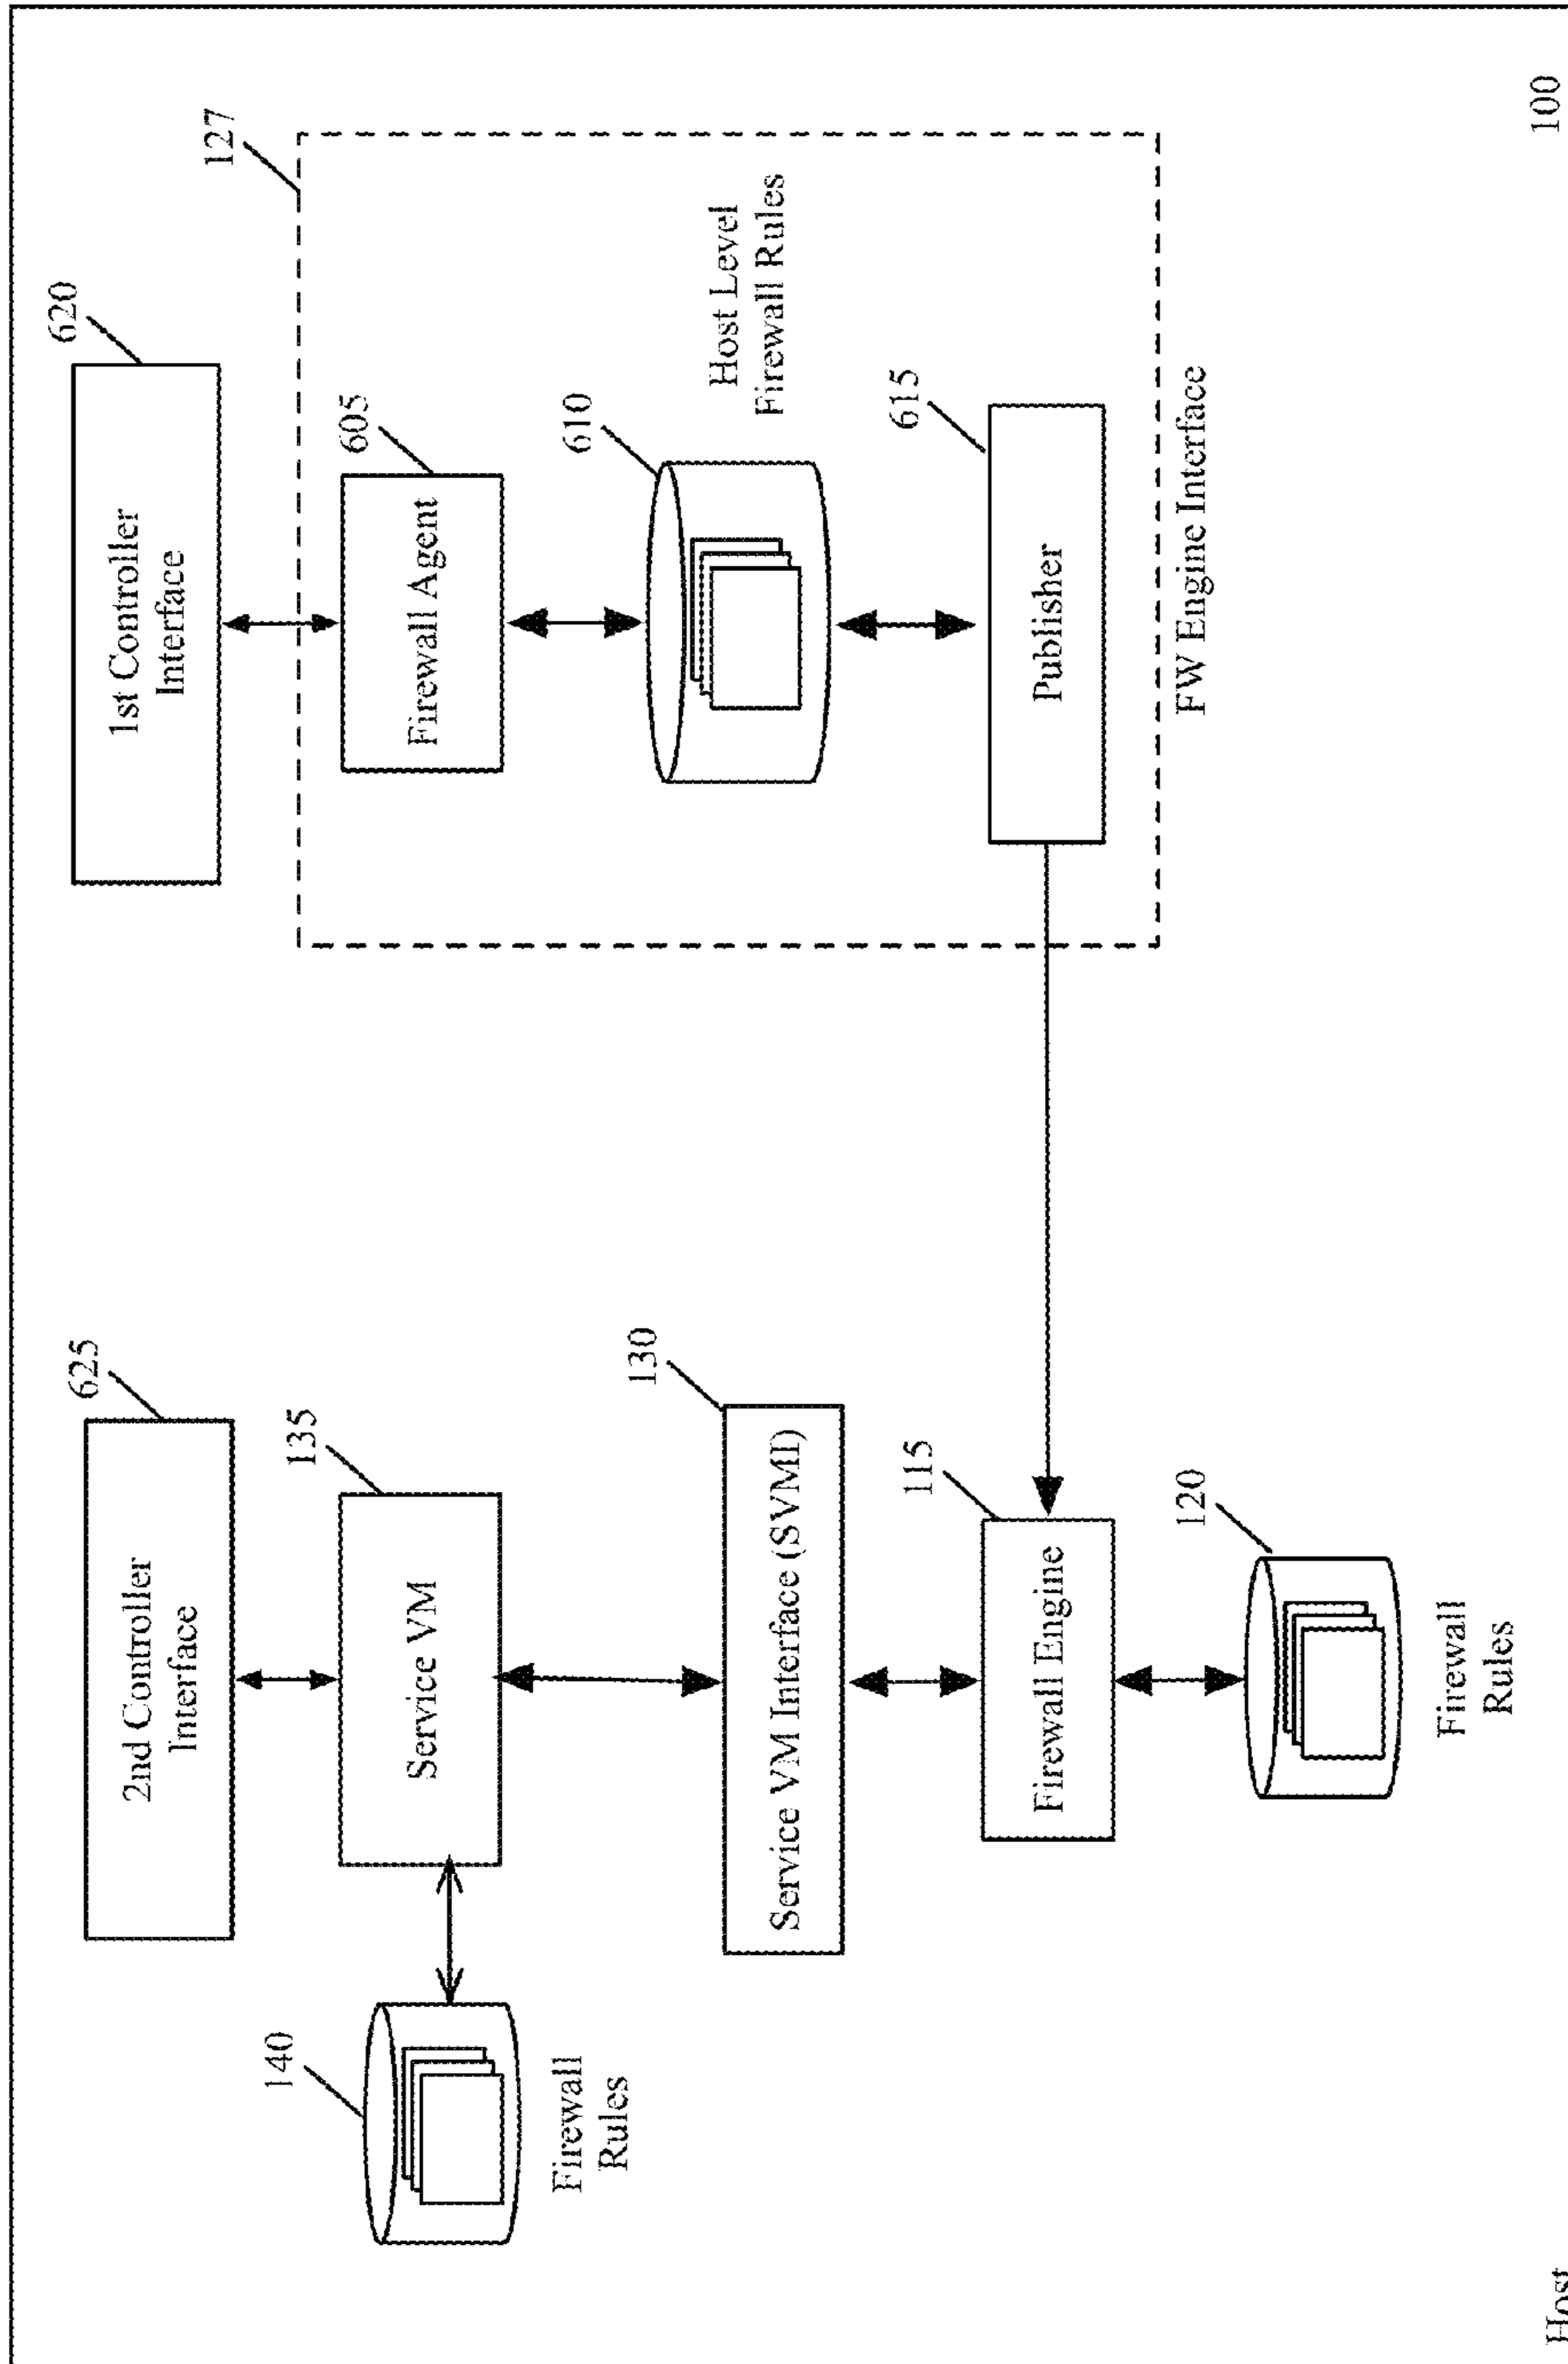 625
2nd Controller
Interface
620
1st Controller
Interface
127
140
135
Service VM
605
Firewall Agent
Firewall
Rules
610
Host Level
Firewall Rules
130
Service VM Interface (SVMI)
115
Firewall Engine
615
Publisher
120
FW Engine Interface
Firewall
Rules
Host
100